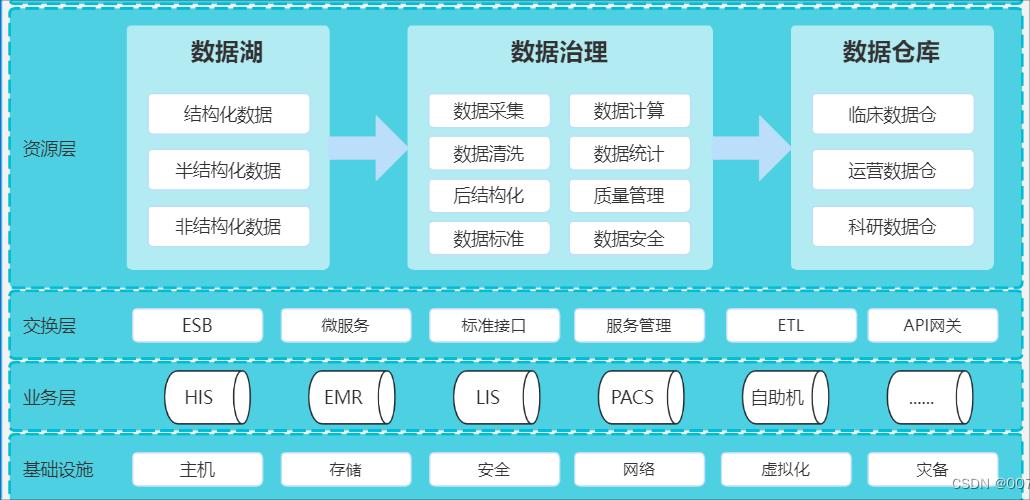 数据湖
数据治理
数据仓库
资源层
结构化数据
半结构化数据
非结构化数据
数据采集
数据计算
数据清洗
数据统计
后结构化
质量管理
数据标准
数据安全
临床数据仓
运营数据仓
科研数据仓
交换层
ESB
微服务
标准接口
服务管理
ETL
API网关
业务层
HIS
EMR
LIS
PACS
自助机
......
基础设施
主机
存储
安全
网络
虚拟化
灾备
CSDN @007